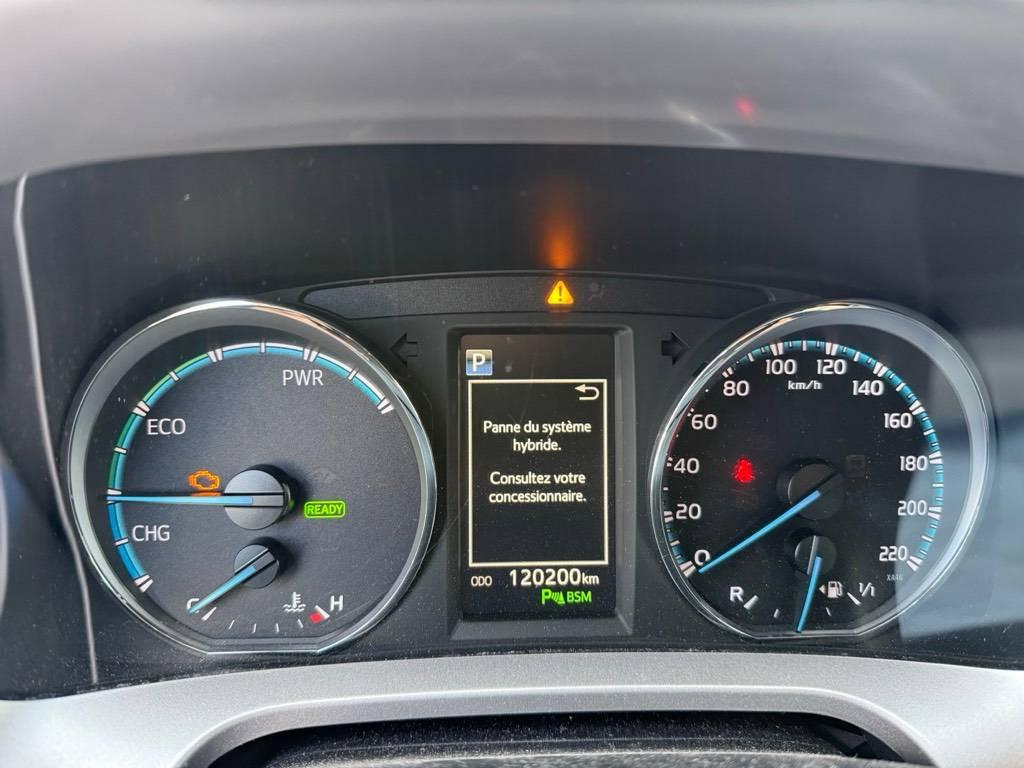 PWR
ECO
CHG
READY
C
H
P
Panne du système
hybride.
Consultez votre
concessionnaire.
ODO 120200km
P BSM
0
20
40
60
80
100
120
140
160
180
200
220
km/h
R
1/1